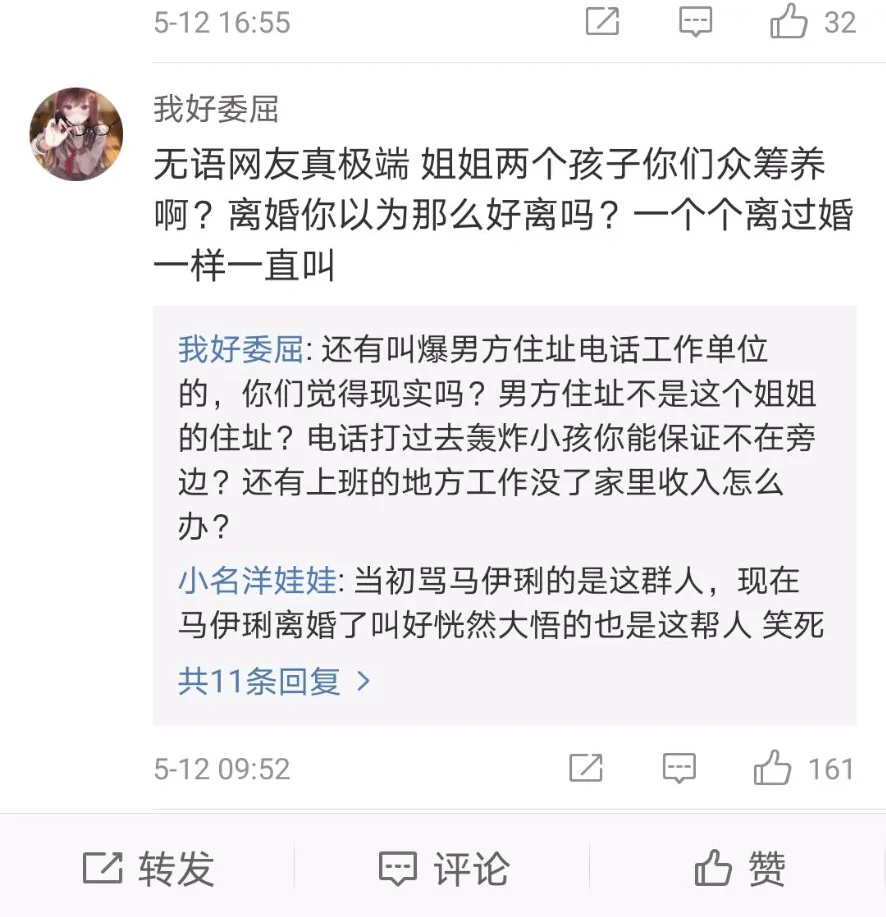 5-12 16:55
32
我好委屈
无语网友真极端 姐姐两个孩子你们众筹养
啊？离婚你以为那么好离吗？一个个离过婚
一样一直叫
我好委屈: 还有叫爆男方住址电话工作单位
的，你们觉得现实吗？男方住址不是这个姐姐
的住址？电话打过去轰炸小孩你能保证不在旁
边？还有上班的地方工作没了家里收入怎么
办？
小名洋娃娃: 当初骂马伊琍的是这群人，现在
马伊琍离婚了叫好恍然大悟的也是这帮人 笑死
共11条回复 >
5-12 09:52
161
转发
评论
赞